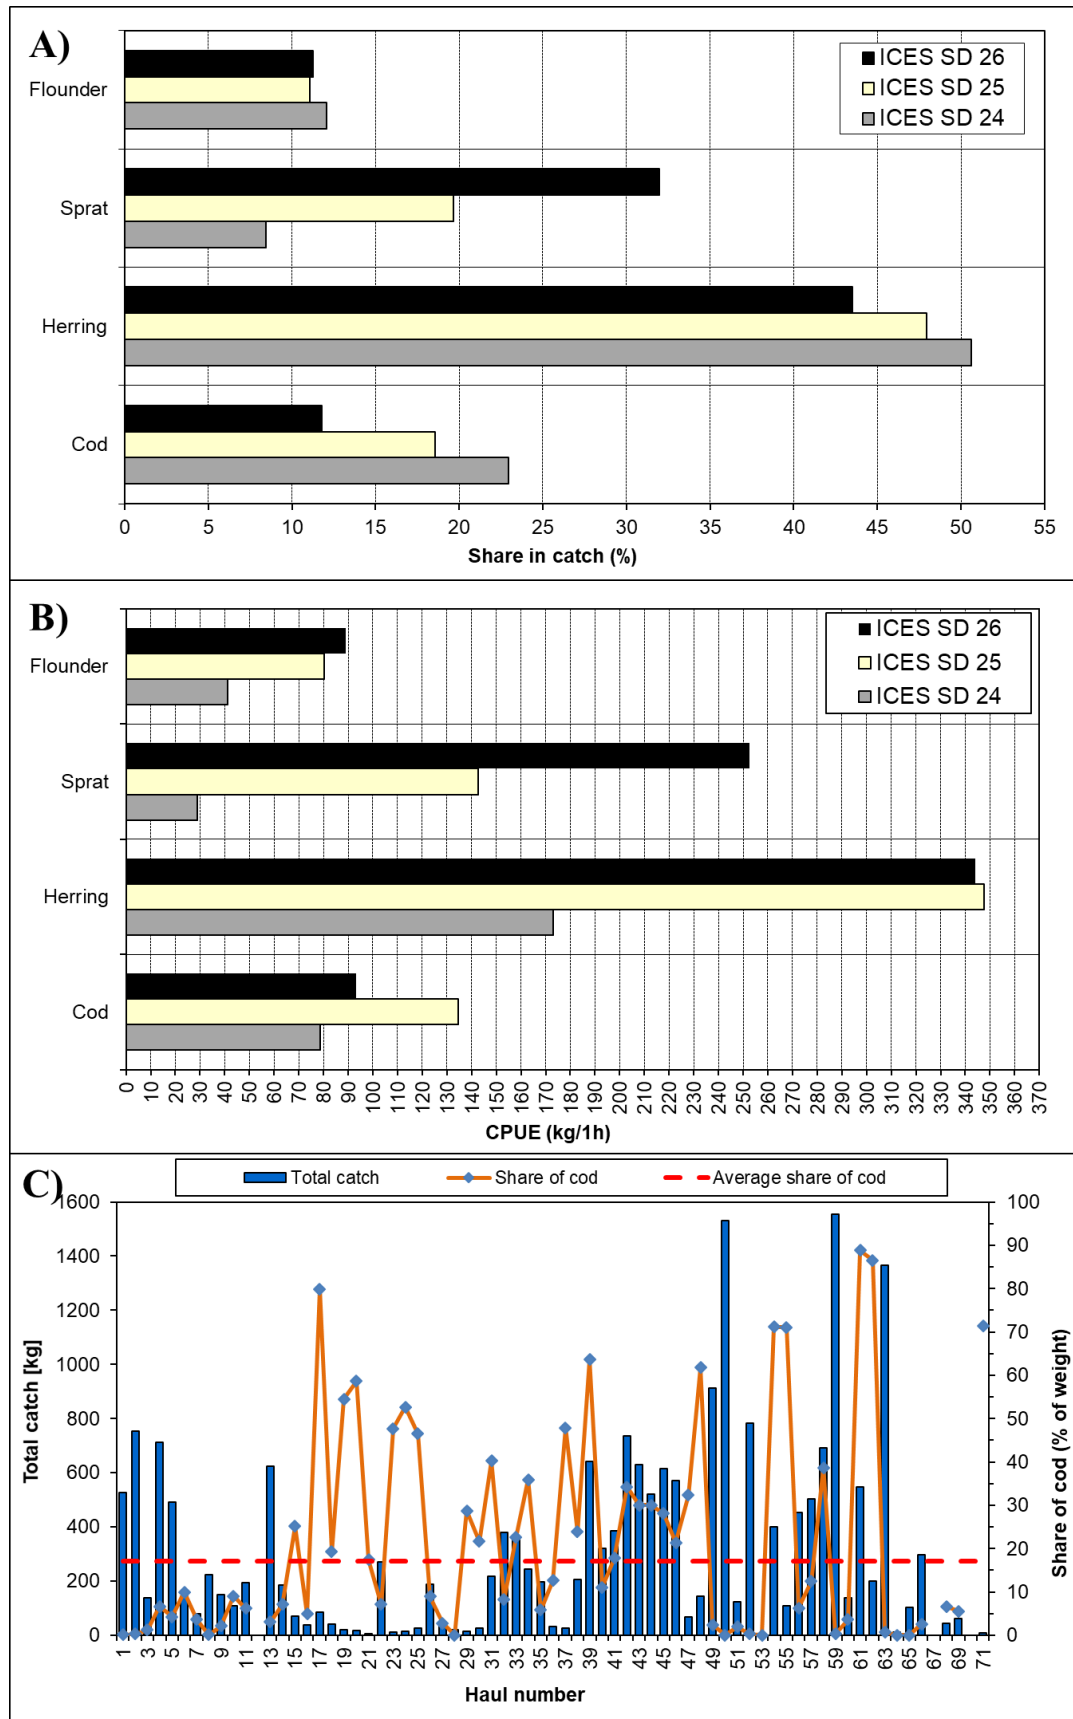 A)
ICES SD 26
ICES SD 25
ICES SD 24
Flounder
Sprat
Herring
Cod
0 5 10 15 20 25 30 35 40 45 50 55
Share in catch (%)
B)
ICES SD 26
ICES SD 25
ICES SD 24
Flounder
Sprat
Herring
Cod
0 10 20 30 40 50 60 70 80 90 100 110 120 130 140 150 160 170 180 190 200 210 220 230 240 250 260 270 280 290 300 310 320 330 340 350 360 370
CPUE (kg/1h)
C)
Total catch Share of cod Average share of cod
1600 100
90
1400
80
1200
70
1000
60
800 50
40
600
30
400
20
200
10
0 0
Total catch [kg]
Share of cod (% of weight)
1 3 5 7 9 11 13 15 17 19 21 23 25 27 29 31 33 35 37 39 41 43 45 47 49 51 53 55 57 59 61 63 65 67 69 71
Haul number